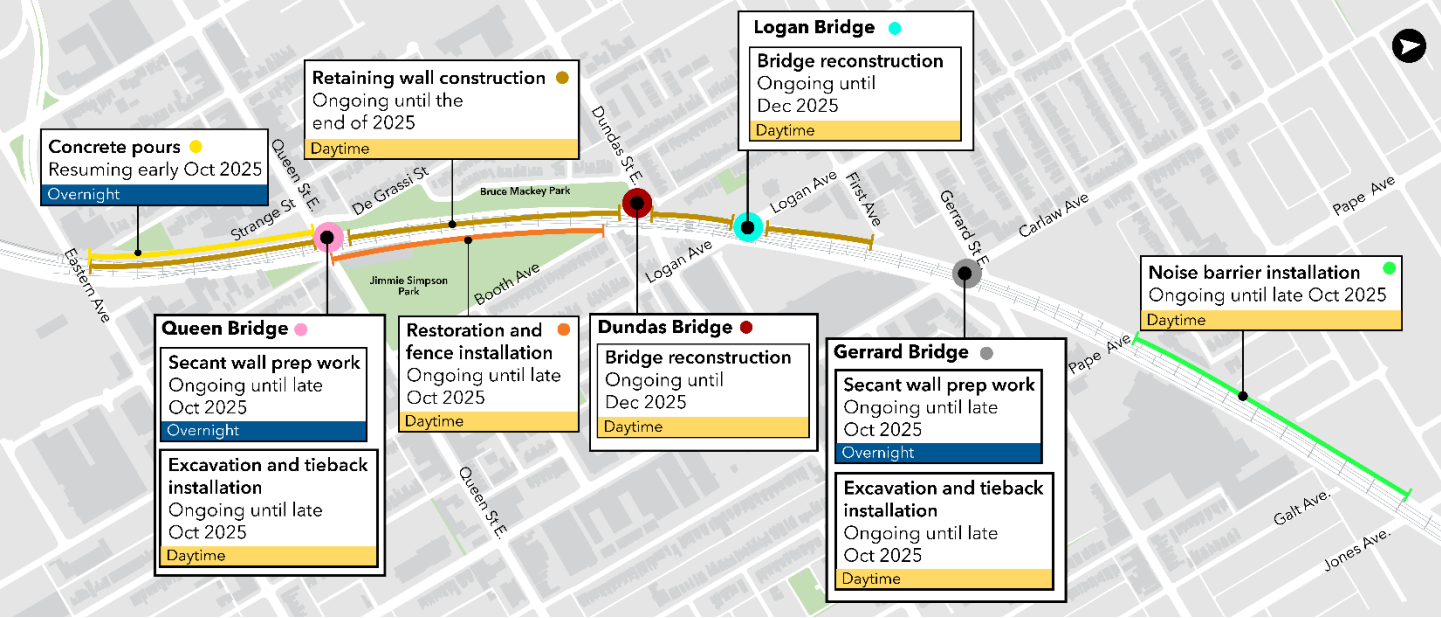 Logan Bridge
Bridge reconstruction
Ongoing until
Dec 2025
Daytime
Retaining wall construction
Ongoing until the
end of 2025
Daytime
Concrete pours
Resuming early Oct 2025
Overnight
Queen St E.
De Grassi St
Strange St
Eastern Ave
Dundas St E.
Bruce Mackey Park
Logan Ave
First Ave
Gerrard St E.
Carlaw Ave
Pape Ave
Jimmie Simpson
Park
Booth Ave
Logan Ave
Noise barrier installation
Ongoing until late Oct 2025
Daytime
Queen Bridge
Secant wall prep work
Ongoing until late
Oct 2025
Overnight
Excavation and tieback
installation
Ongoing until late
Oct 2025
Daytime
Restoration and
fence installation
Ongoing until late
Oct 2025
Daytime
Dundas Bridge
Bridge reconstruction
Ongoing until
Dec 2025
Daytime
Gerrard Bridge
Secant wall prep work
Ongoing until late
Oct 2025
Overnight
Excavation and tieback
installation
Ongoing until late
Oct 2025
Daytime
Pape Ave
Queen St E.
Galt Ave.
Jones Ave.